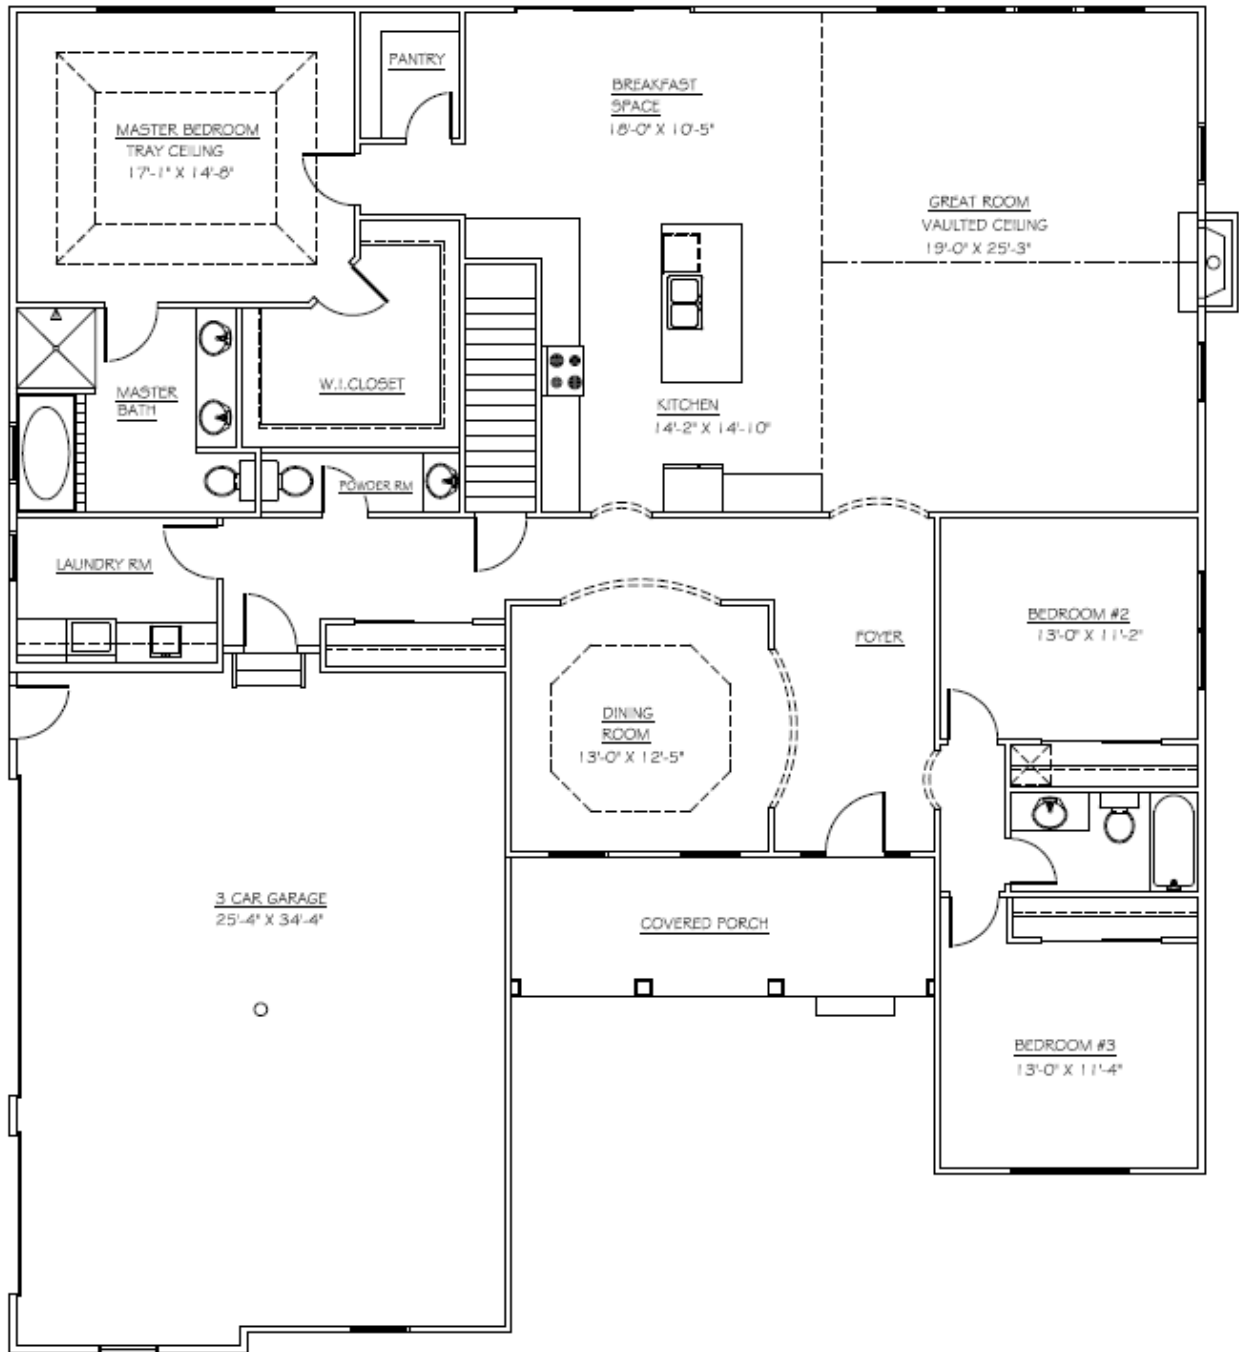 PANTRY
BREAKFAST
SPACE
18'-0" X 10'-5"
MASTER BEDROOM
TRAY CEILING
17'-1" X 14'-8"
GREAT ROOM
VAULTED CEILING
19'-0" X 25'-3"
W.I.CLOSET
MASTER
BATH
KITCHEN
14'-2" X 14'-10"
POWDER RM
LAUNDRY RM
BEDROOM #2
13'-0" X 11'-2"
FOYER
DINING
ROOM
13'-0" X 12'-5"
3 CAR GARAGE
25'-4" X 34'-4"
COVERED PORCH
BEDROOM #3
13'-0" X 11'-4"